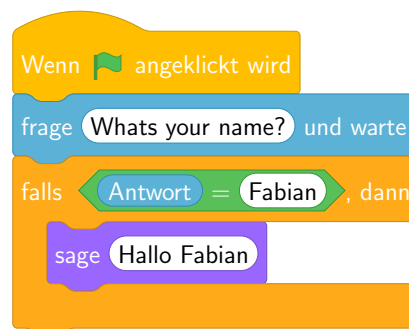 Wenn angeklickt wird
frage Whats your name? und warte
falls Antwort = Fabian , dann
sage Hallo Fabian